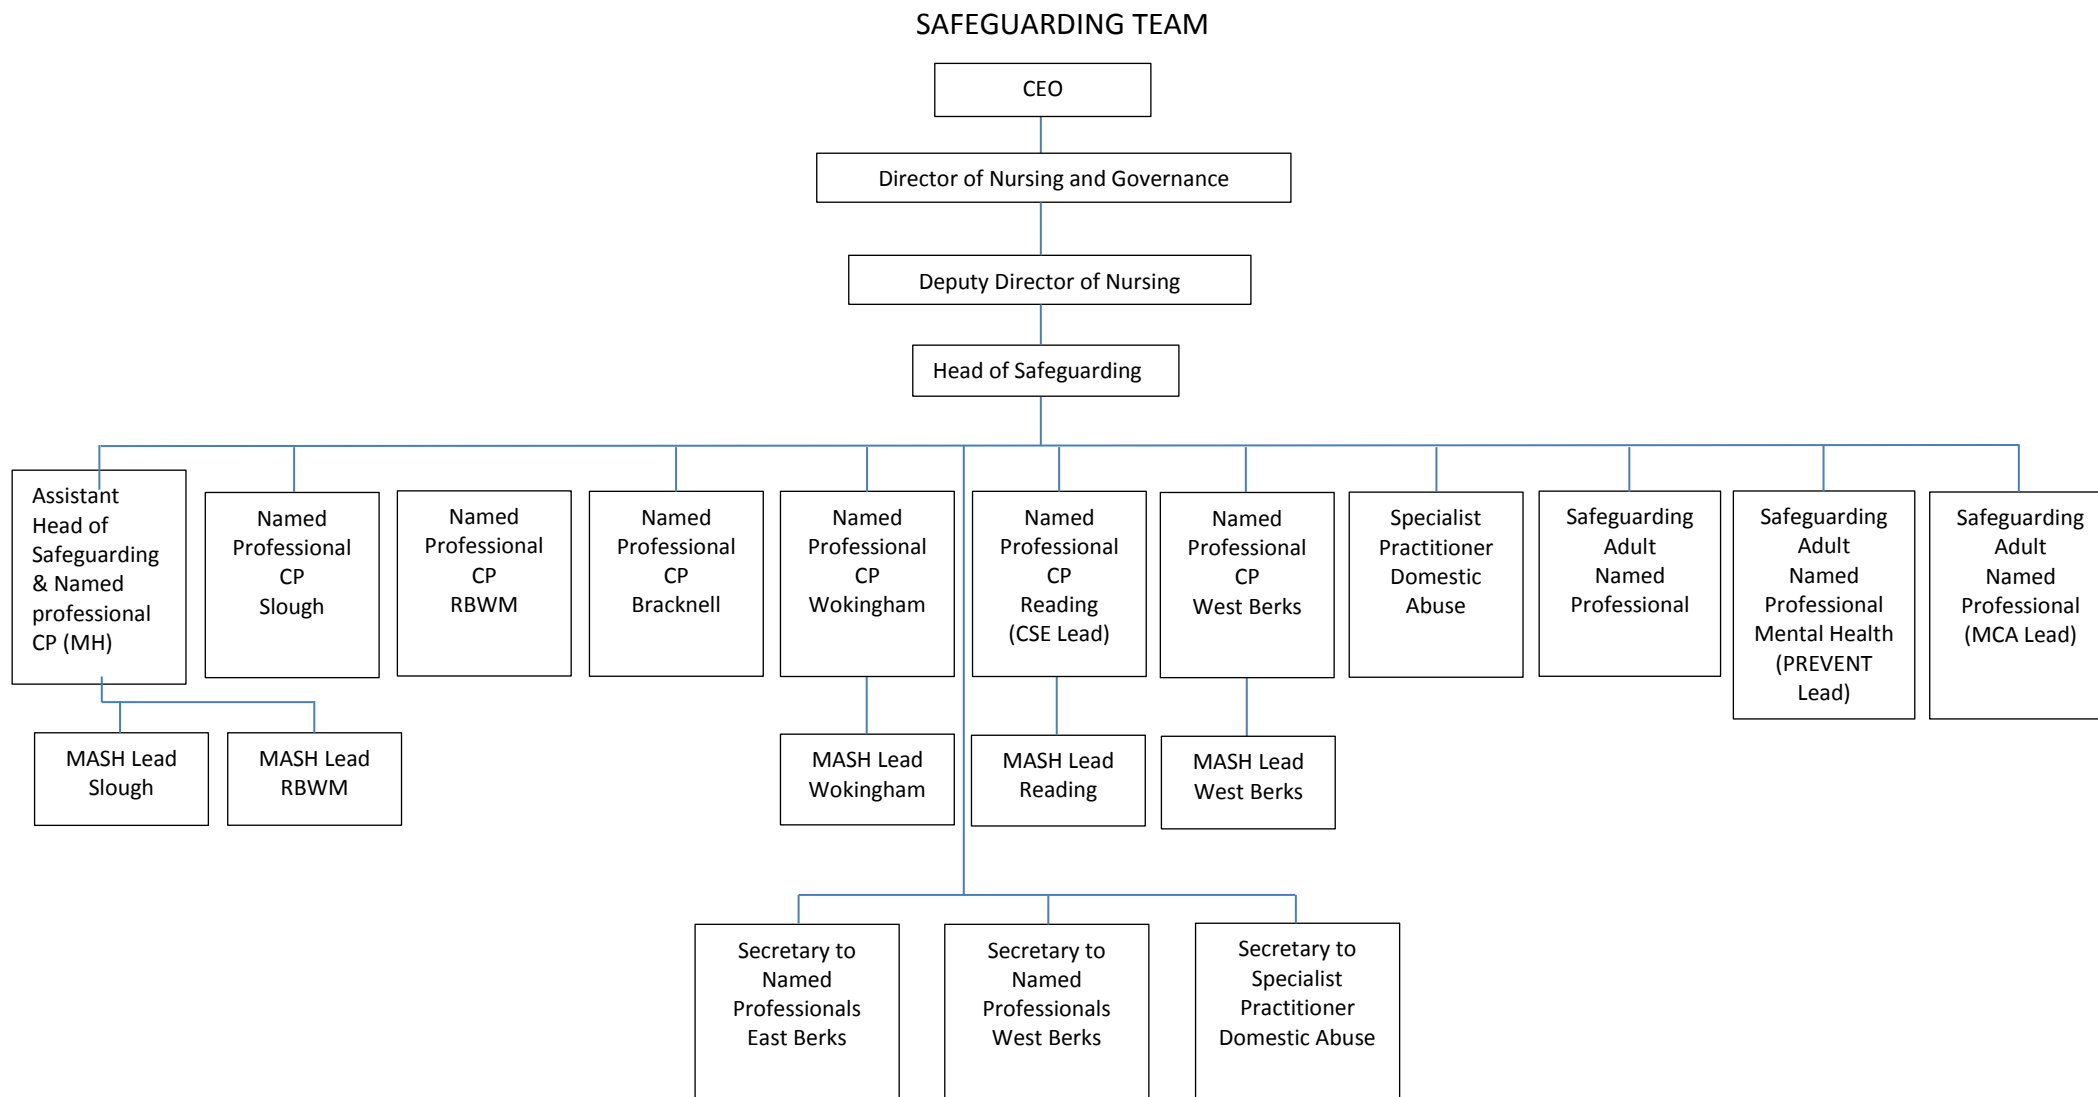 SAFEGUARDING TEAM
CEO
Director of Nursing and Governance
Deputy Director of Nursing
Head of Safeguarding
Assistant
Head of
Safeguarding
& Named
professional
CP (MH)
Named
Professional
CP
Slough
Named
Professional
CP
RBWM
Named
Professional
CP
Bracknell
Named
Professional
CP
Wokingham
Named
Professional
CP
Reading
(CSE Lead)
Named
Professional
CP
West Berks
Specialist
Practitioner
Domestic
Abuse
Safeguarding
Adult
Named
Professional
Safeguarding
Adult
Named
Professional
Mental Health
(PREVENT
Lead)
Safeguarding
Adult
Named
Professional
(MCA Lead)
MASH Lead
Slough
MASH Lead
RBWM
MASH Lead
Wokingham
MASH Lead
Reading
MASH Lead
West Berks
Secretary to
Named
Professionals
East Berks
Secretary to
Named
Professionals
West Berks
Secretary to
Specialist
Practitioner
Domestic Abuse